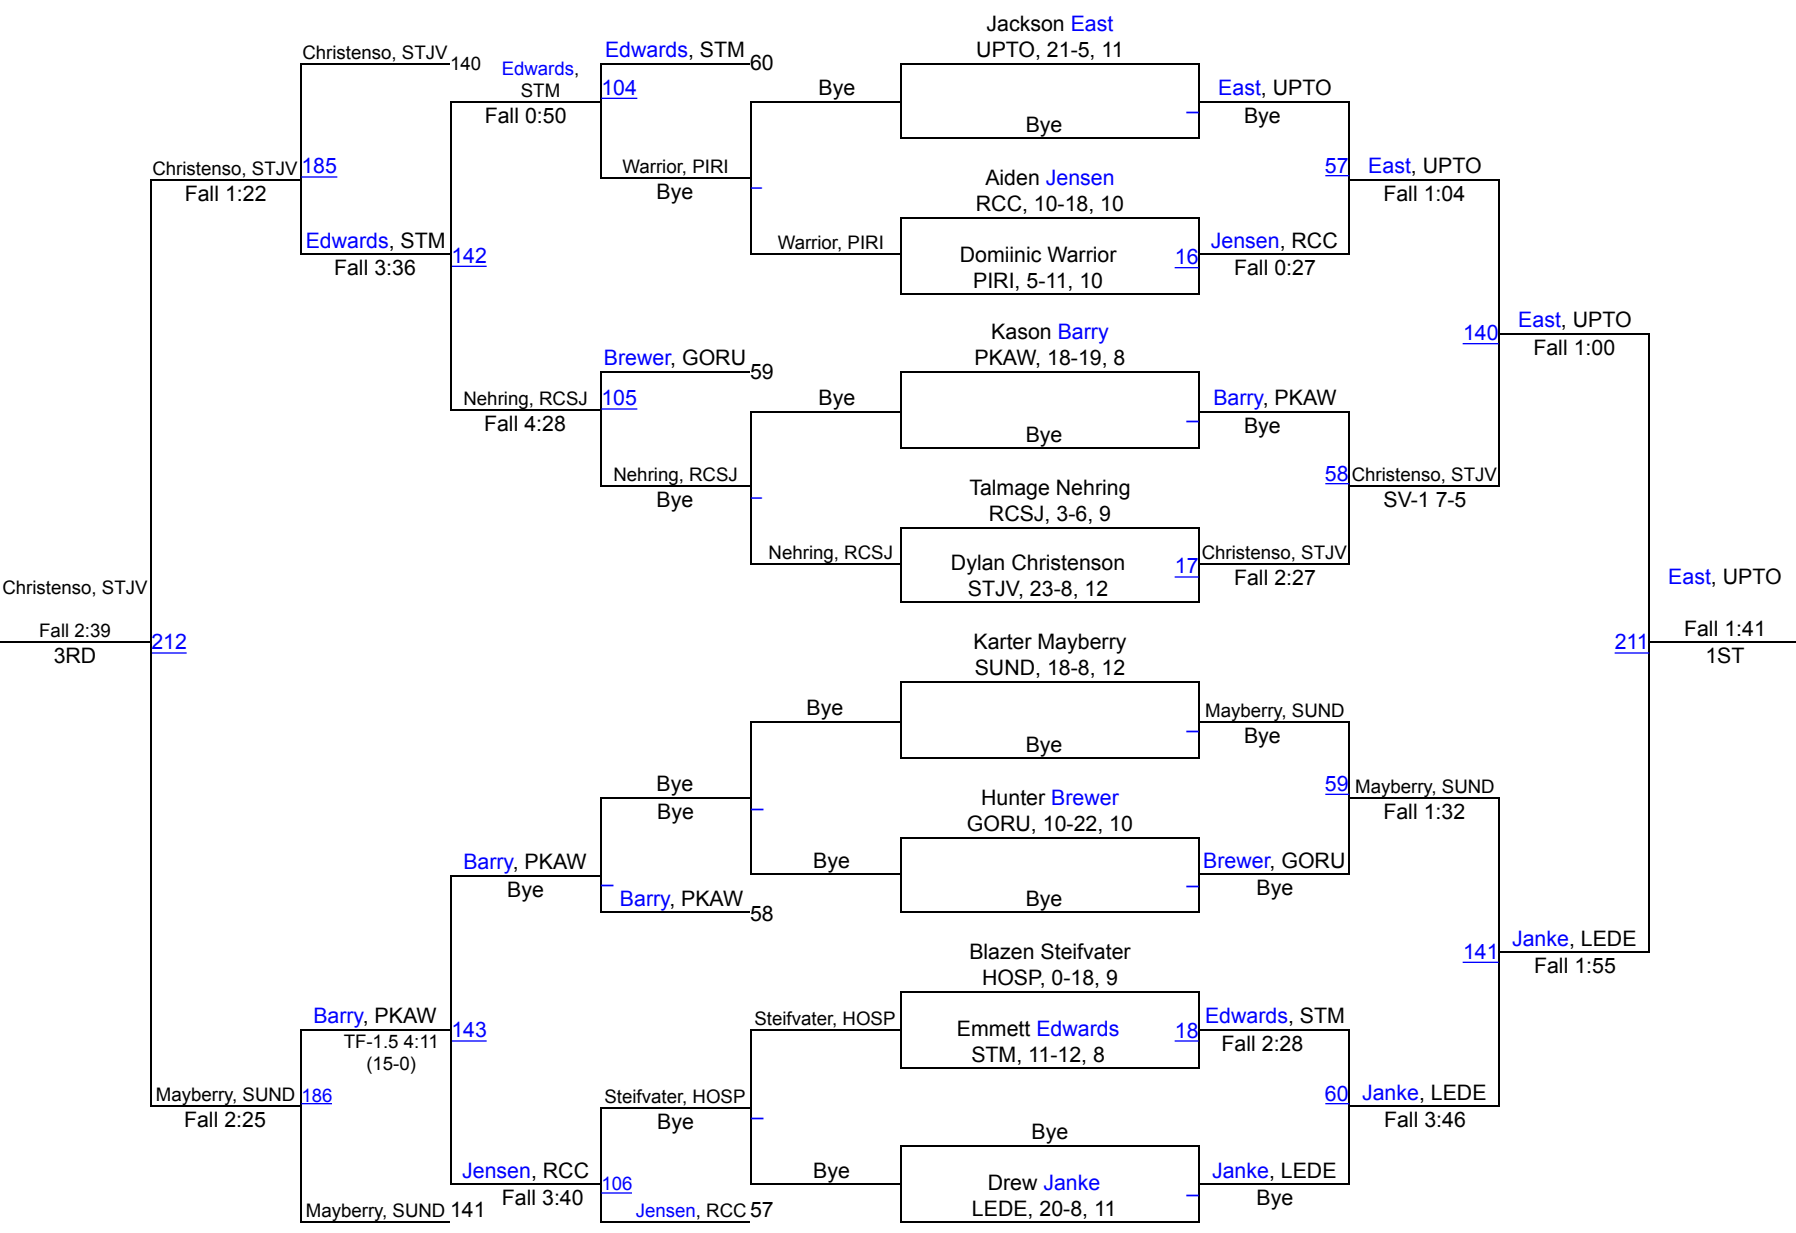 Jackson East
UPTO, 21-5, 11
Christenso, STJV
140
Edwards,
STM
Fall 0:50
Edwards, STM
60
104
Bye
Bye
East, UPTO
Bye
Warrior, PIRI
Bye
Christenso, STJV
Fall 1:22
185
57
East, UPTO
Fall 1:04
Aiden Jensen
RCC, 10-18, 10
Edwards, STM
Fall 3:36
142
Warrior, PIRI
Domiinic Warrior
PIRI, 5-11, 10
16
Jensen, RCC
Fall 0:27
Kason Barry
PKAW, 18-19, 8
140
East, UPTO
Fall 1:00
Brewer, GORU
59
Nehring, RCSJ
Fall 4:28
105
Bye
Bye
Barry, PKAW
Bye
Nehring, RCSJ
Bye
58
Christenso, STJV
SV-1 7-5
Talmage Nehring
RCSJ, 3-6, 9
Nehring, RCSJ
Dylan Christenson
STJV, 23-8, 12
17
Christenso, STJV
Fall 2:27
Christenso, STJV
Fall 2:39
3RD
212
East, UPTO
211
Fall 1:41
1ST
Karter Mayberry
SUND, 18-8, 12
Bye
Bye
Mayberry, SUND
Bye
Bye
Bye
59
Mayberry, SUND
Fall 1:32
Hunter Brewer
GORU, 10-22, 10
Barry, PKAW
Bye
Bye
Bye
Brewer, GORU
Bye
Barry, PKAW
58
Blazen Steifvater
HOSP, 0-18, 9
141
Janke, LEDE
Fall 1:55
Barry, PKAW
TF-1.5 4:11
(15-0)
143
Steifvater, HOSP
Emmett Edwards
STM, 11-12, 8
18
Edwards, STM
Fall 2:28
Mayberry, SUND
Fall 2:25
186
Steifvater, HOSP
Bye
60
Janke, LEDE
Fall 3:46
Bye
Jensen, RCC
Fall 3:40
106
Bye
Drew Janke
LEDE, 20-8, 11
Janke, LEDE
Bye
Mayberry, SUND
141
Jensen, RCC
57